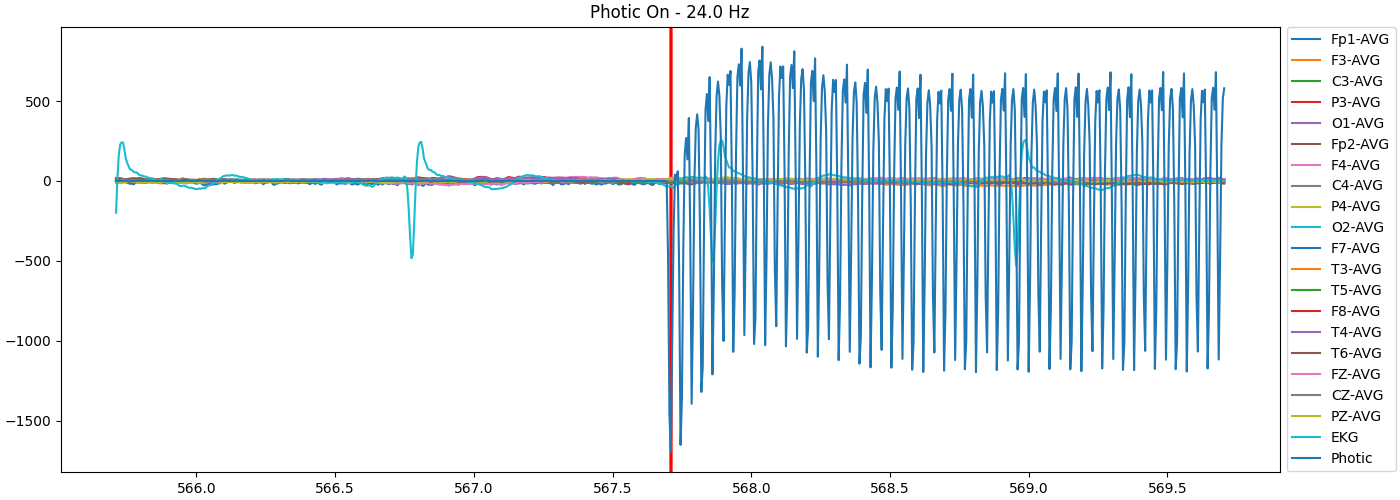 Photic On - 24.0 Hz
500
0
−500
−1000
−1500
566.0 566.5 567.0 567.5 568.0 568.5 569.0 569.5
Fp1-AVG
F3-AVG
C3-AVG
P3-AVG
O1-AVG
Fp2-AVG
F4-AVG
C4-AVG
P4-AVG
O2-AVG
F7-AVG
T3-AVG
T5-AVG
F8-AVG
T4-AVG
T6-AVG
FZ-AVG
CZ-AVG
PZ-AVG
EKG
Photic